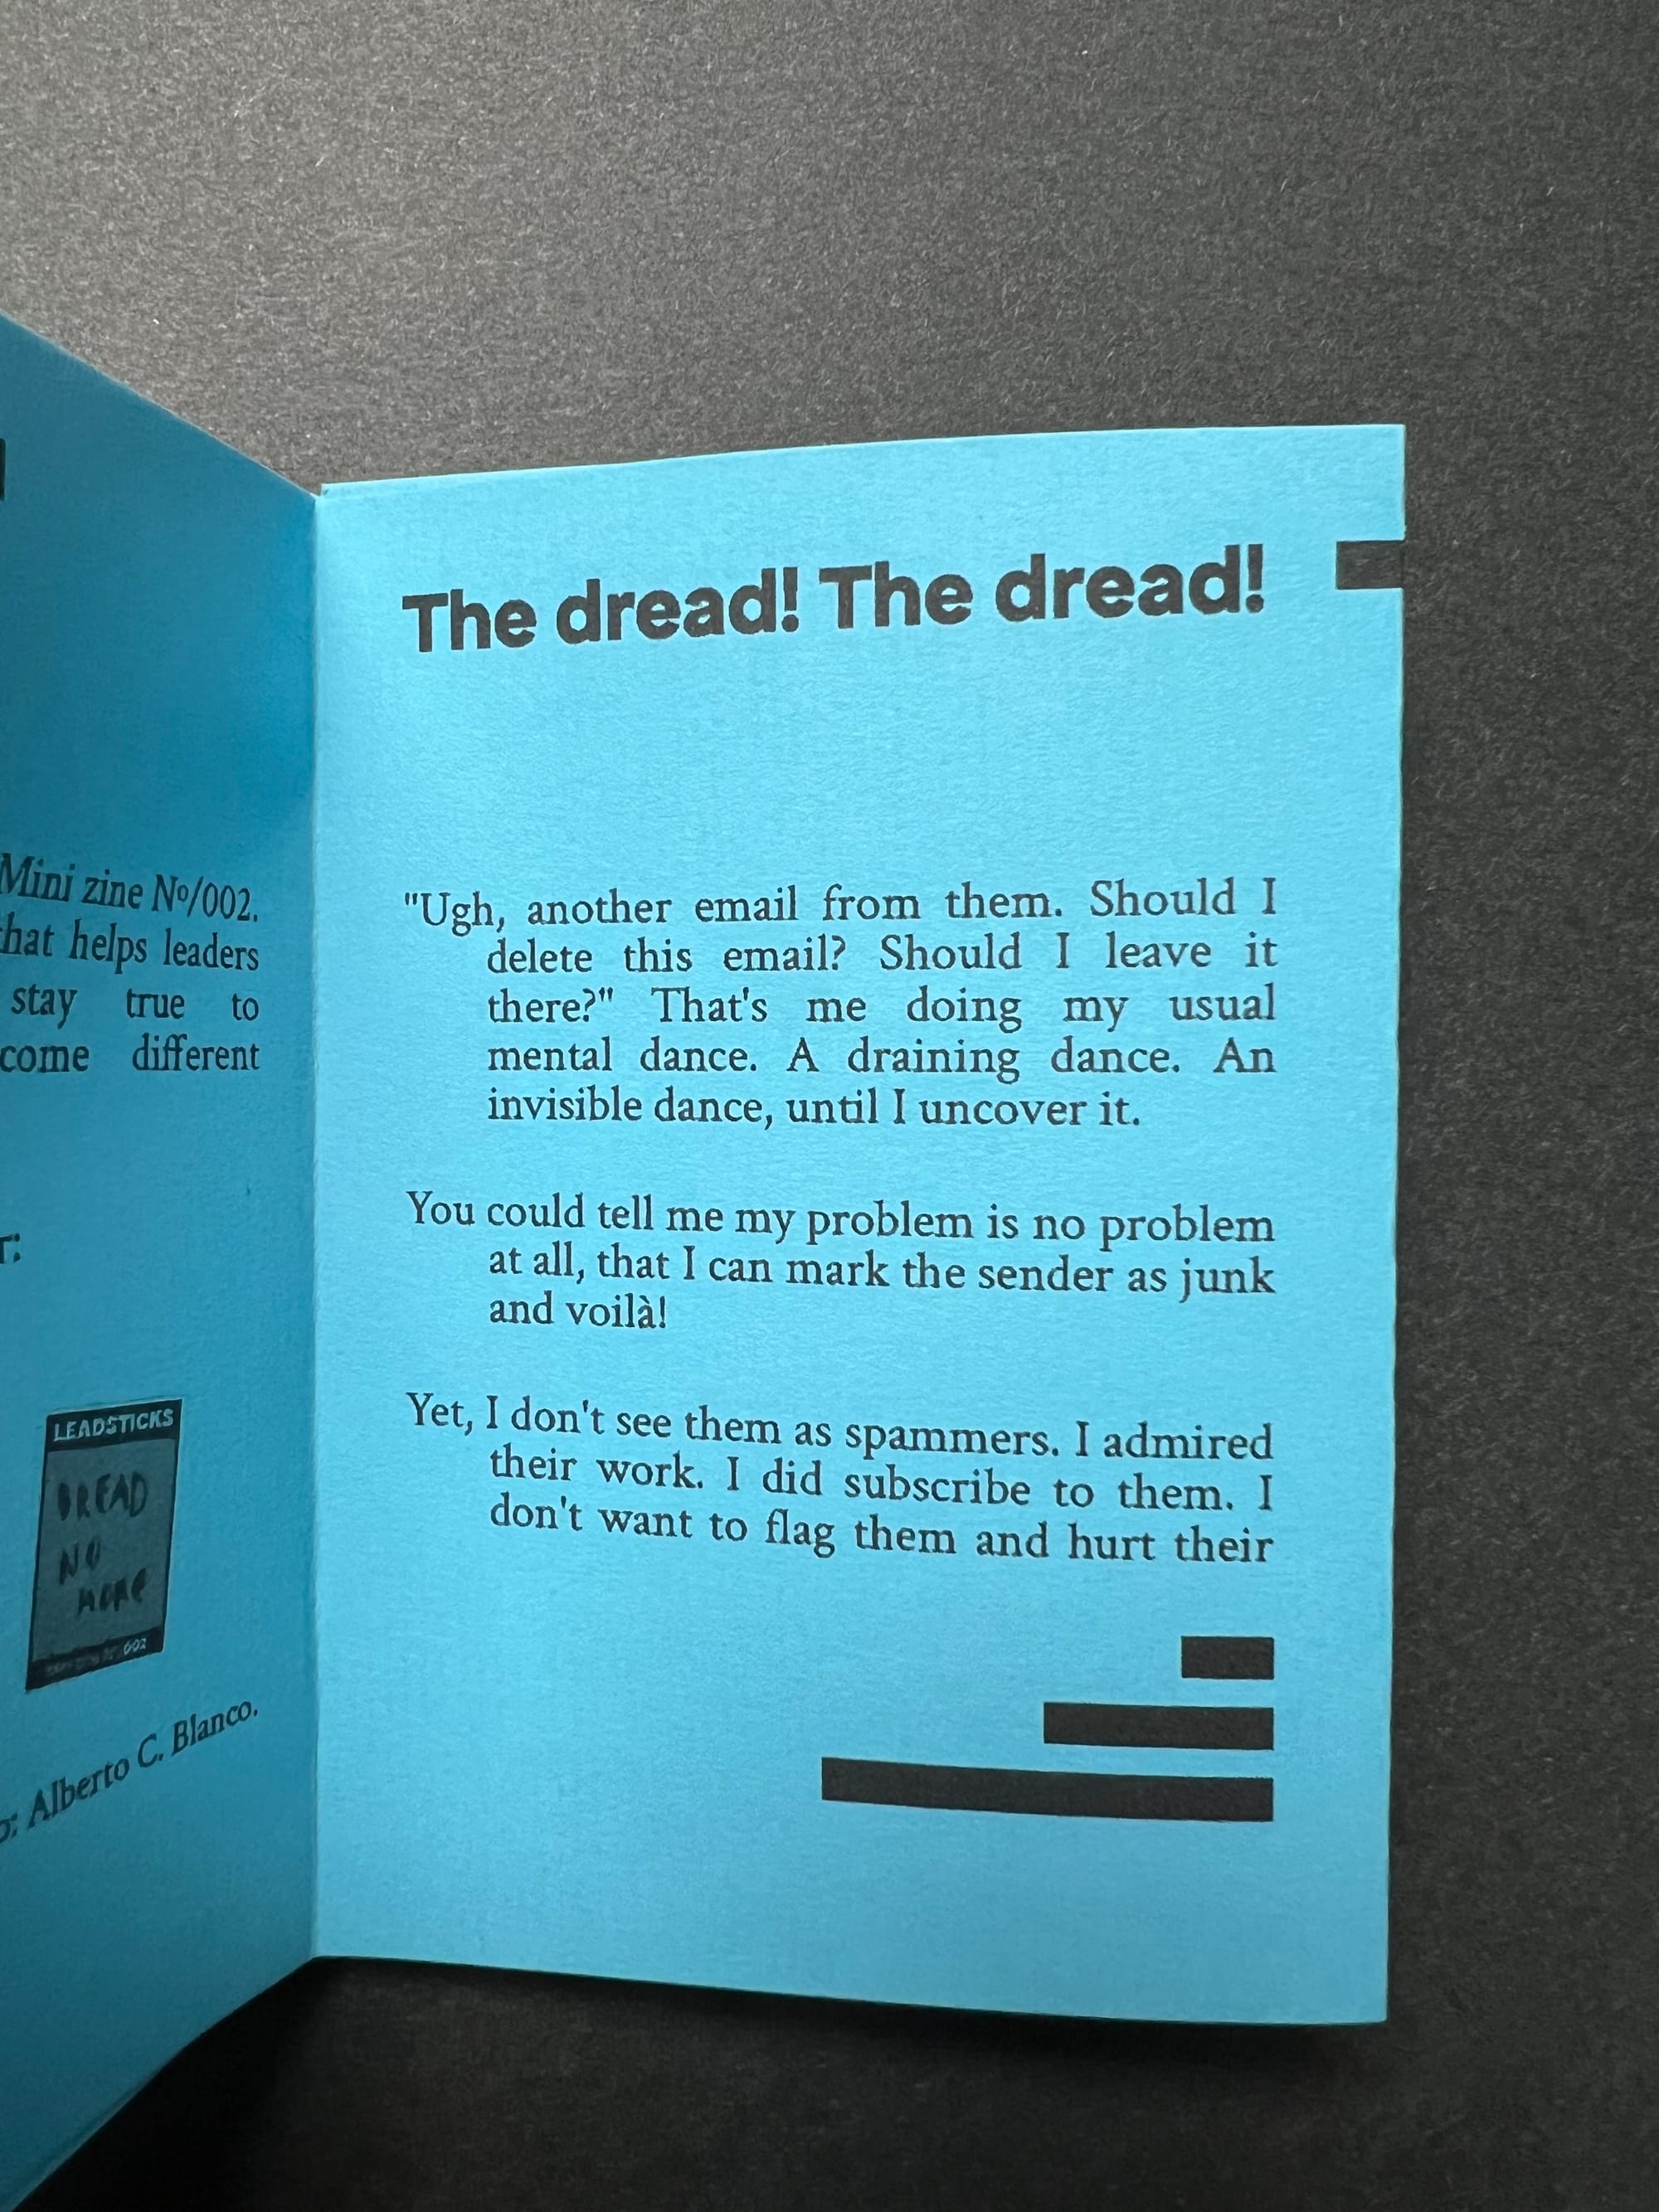 Mini zine Nº/002.
that helps leaders
stay true to
come different
r:
LEADSTICKS
DREAD
NO
MORE
002
o: Alberto C. Blanco.
The dread! The dread!
"Ugh, another email from them. Should I
delete this email? Should I leave it
there?" That's me doing my usual
mental dance. A draining dance. An
invisible dance, until I uncover it.
You could tell me my problem is no problem
at all, that I can mark the sender as junk
and voilà!
Yet, I don't see them as spammers. I admired
their work. I did subscribe to them. I
don't want to flag them and hurt their